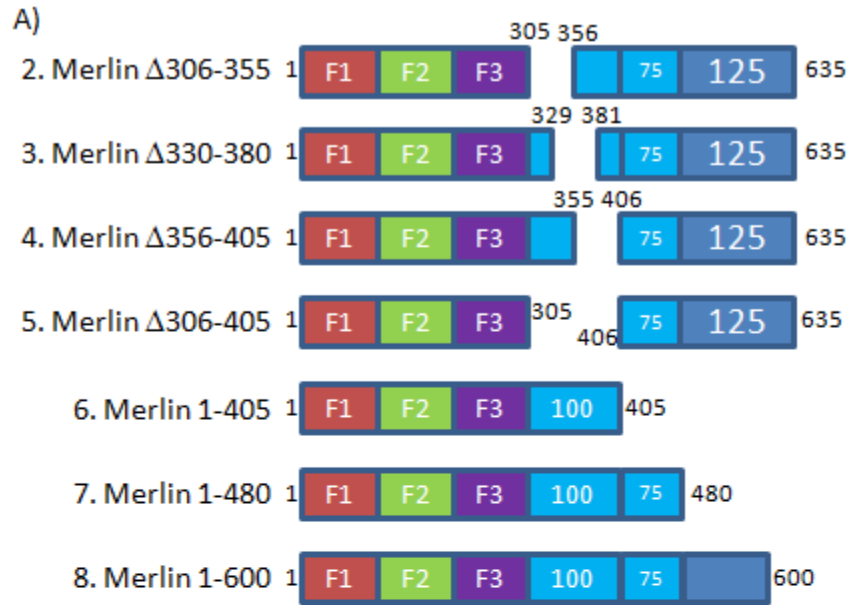 A)
305 356
2. Merlin Δ306-355 1 F1 F2 F3 75 125 635
329 381
3. Merlin Δ330-380 1 F1 F2 F3 75 125 635
355 406
4. Merlin Δ356-405 1 F1 F2 F3 75 125 635
5. Merlin Δ306-405 1 F1 F2 F3 305 406 75 125 635
6. Merlin 1-405 1 F1 F2 F3 100 405
7. Merlin 1-480 1 F1 F2 F3 100 75 480
8. Merlin 1-600 1 F1 F2 F3 100 75 600